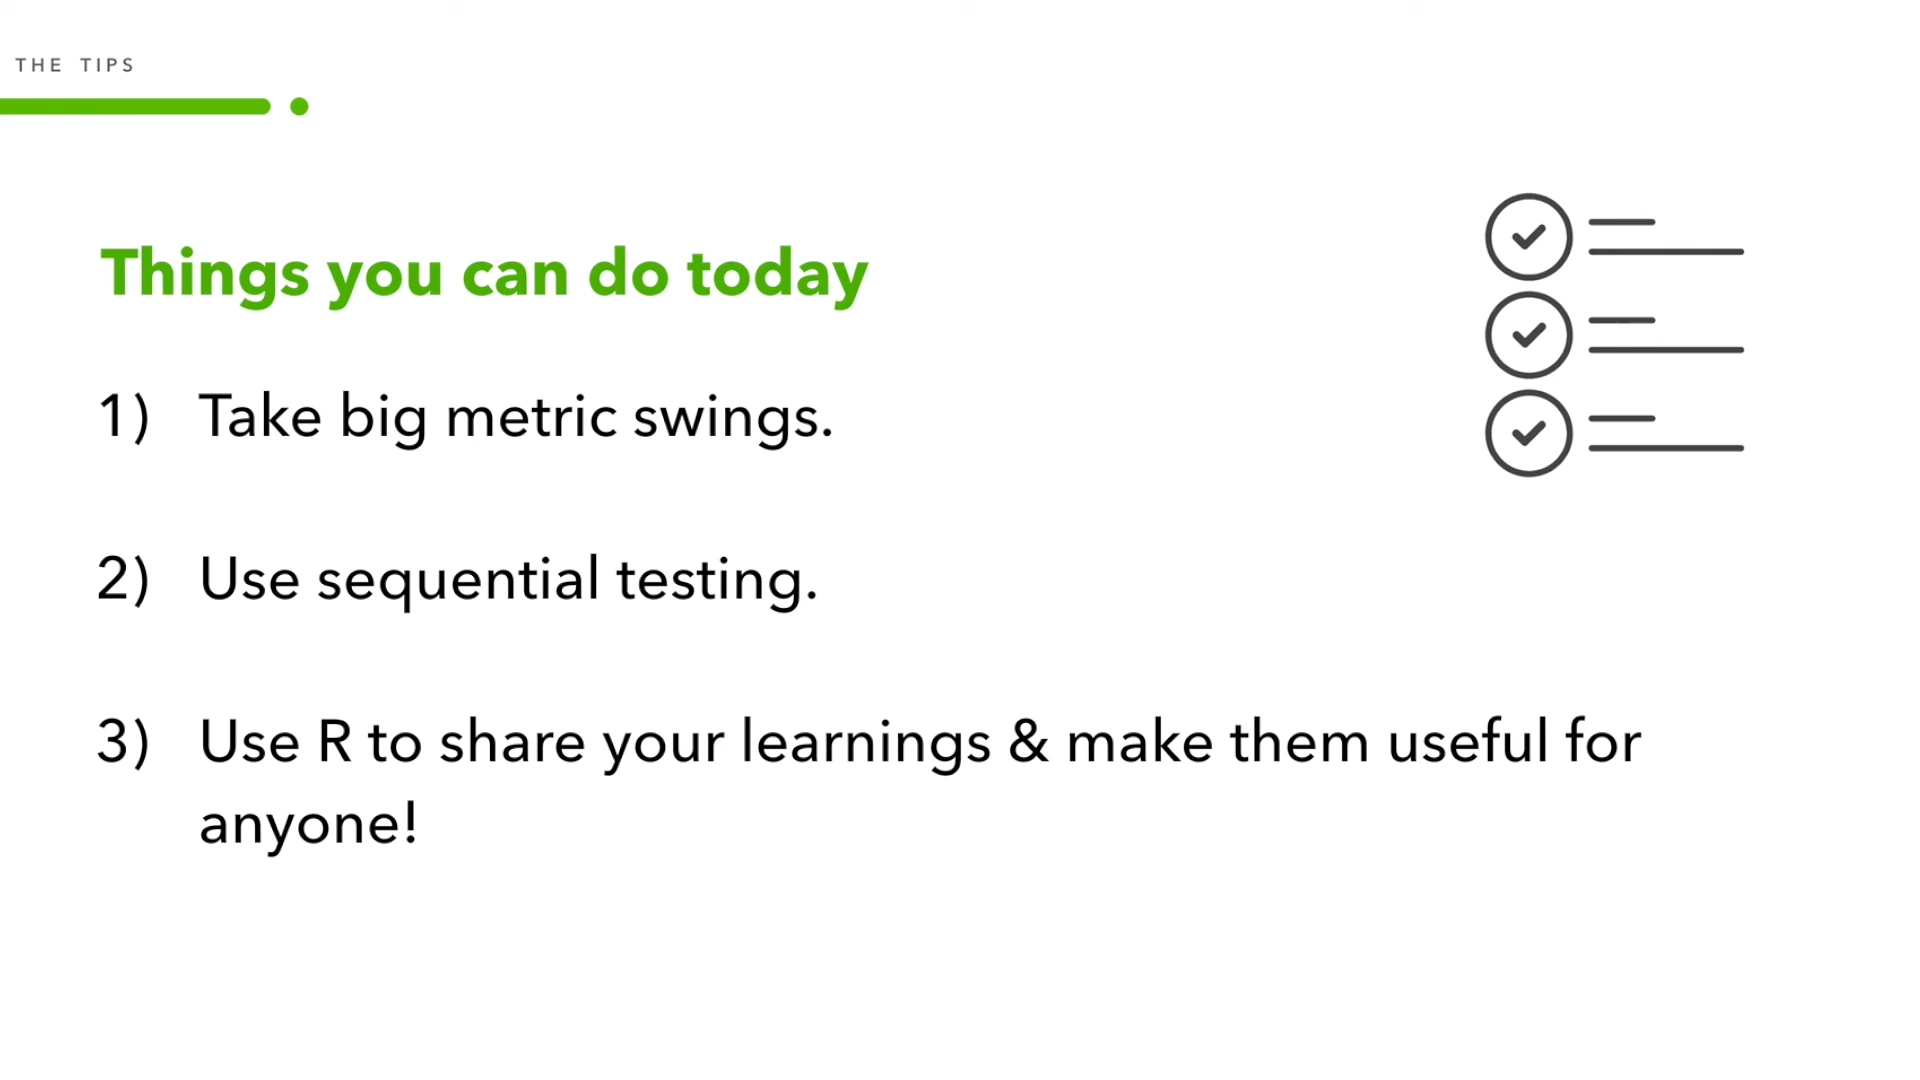 THE TIPS
Things you can do today
1) Take big metric swings.
2) Use sequential testing.
3) Use R to share your learnings & make them useful for
anyone!